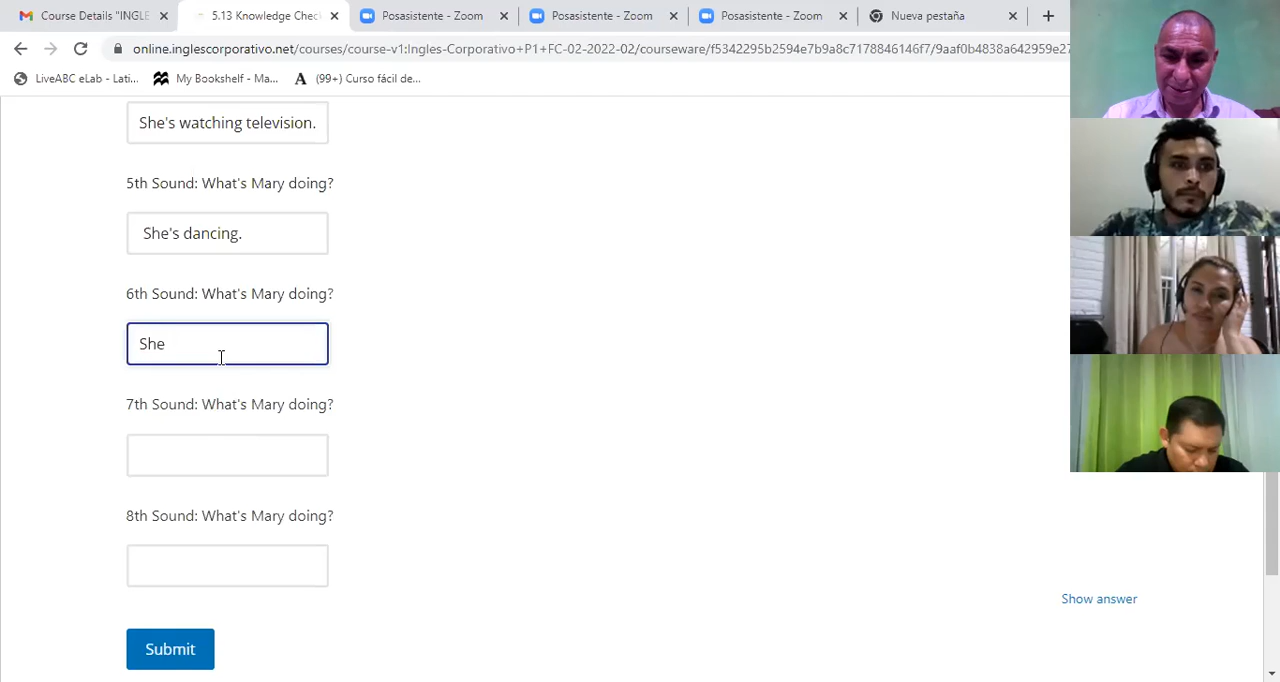 Course Details "INGLE
5.13 Knowledge Chec
Posasistente - Zoom
Posasistente - Zoom
Posasistente - Zoom
Nueva pestaña
online.inglescorporativo.net/courses/course-v1:Ingles-Corporativo+P1+FC-02-2022-02/courseware/f5342295b2594e7b9a8c7178846146f7/9aaf0b4838a642959e27
LiveABC eLab - Lati...
My Bookshelf - Ma...
(99+) Curso fácil de...
She's watching television.
5th Sound: What's Mary doing?
She's dancing.
6th Sound: What's Mary doing?
She
7th Sound: What's Mary doing?
8th Sound: What's Mary doing?
Show answer
Submit